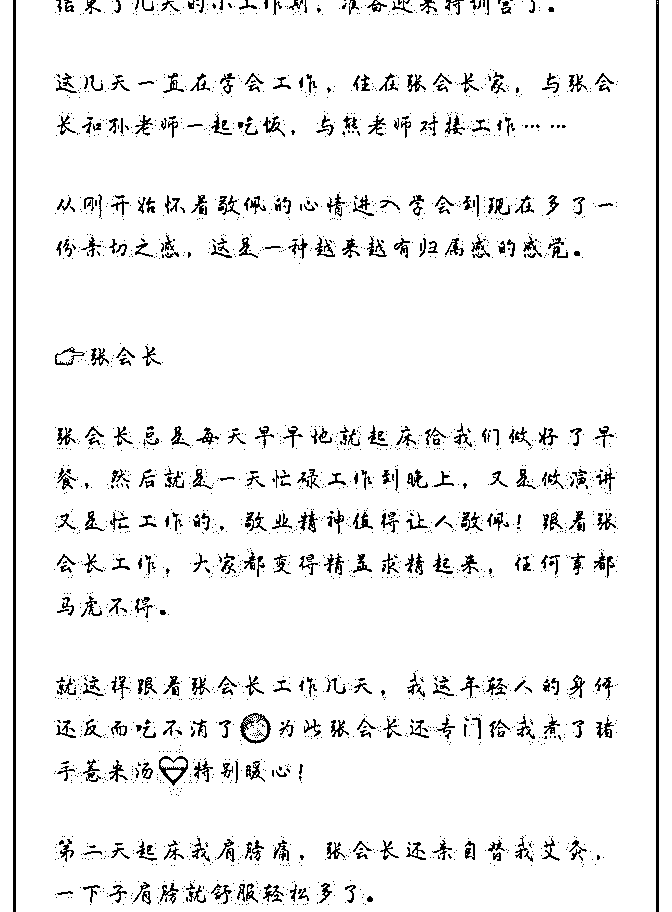 结束了几天的小工作期，准备迎来特训营了。
这几天一直在学会工作，住在张会长家，与张会
长和孙老师一起吃饭，与熊老师对接工作……
从刚开始怀着敬佩的心情进入学会到现在多了一
份亲切之感，这是一种越来越有归属感的感觉。
👉张会长
张会长总是每天早早地就起床给我们做好了早
餐，然后就是一天忙碌工作到晚上，又是做演讲
又是忙工作的，敬业精神值得让人敬佩！跟着张
会长工作，大家都变得精益求精起来，任何事都
马虎不得。
就这样跟着张会长工作几天，我这年轻人的身体
还反而吃不消了为此张会长还专门给我煮了猪
手薏米汤特别暖心！
第二天起床我肩膀痛，张会长还亲自替我艾灸，
一下子肩膀就舒服轻松多了。